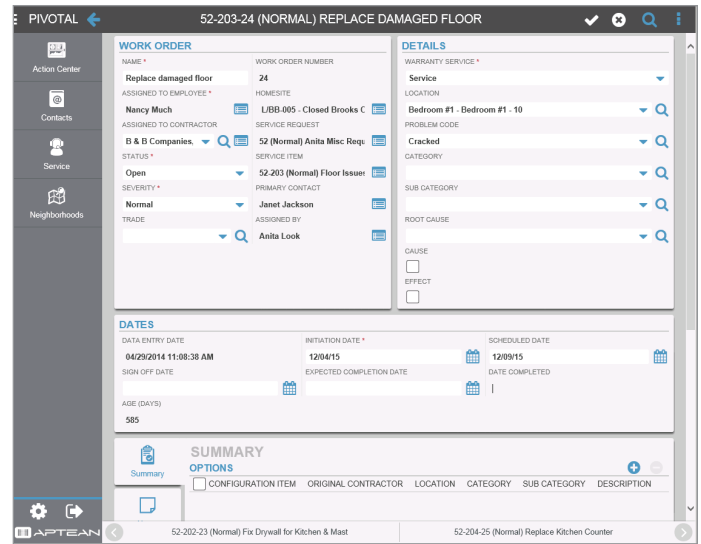 PIVOTAL
52-203-24 (NORMAL) REPLACE DAMAGED FLOOR
Action Center
Contacts
Service
Neighborhoods
APTEAN
WORK ORDER
NAME *
WORK ORDER NUMBER
Replace damaged floor
24
ASSIGNED TO EMPLOYEE *
HOMESITE
Nancy Much
L/BB-005 - Closed Brooks C
ASSIGNED TO CONTRACTOR
SERVICE REQUEST
B & B Companies,
52 (Normal) Anita Misc Requ
STATUS *
SERVICE ITEM
Open
52-203 (Normal) Floor Issues
SEVERITY *
PRIMARY CONTACT
Normal
Janet Jackson
TRADE
ASSIGNED BY
Anita Look
DETAILS
WARRANTY SERVICE *
Service
LOCATION
Bedroom #1 - Bedroom #1 - 10
PROBLEM CODE
Cracked
CATEGORY
SUB CATEGORY
ROOT CAUSE
CAUSE
EFFECT
DATES
DATA ENTRY DATE
INITIATION DATE *
SCHEDULED DATE
04/29/2014 11:08:38 AM
12/04/15
12/09/15
SIGN OFF DATE
EXPECTED COMPLETION DATE
DATE COMPLETED
AGE (DAYS)
585
Summary
SUMMARY
OPTIONS
CONFIGURATION ITEM ORIGINAL CONTRACTOR LOCATION CATEGORY SUB CATEGORY DESCRIPTION
52-202-23 (Normal) Fix Drywall for Kitchen & Mast
52-204-25 (Normal) Replace Kitchen Counter